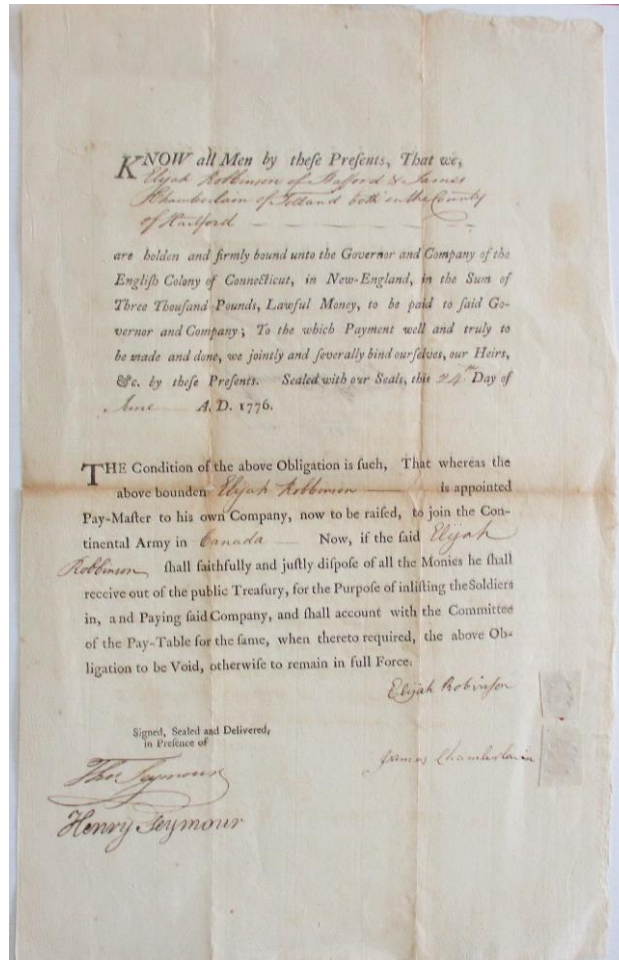 KNOW all Men by theſe Preſents, That we,
Elijah Robbinson of Stafford & James
Chamberlain of Tolland both in the County
of Hartford
are holden and firmly bound unto the Governor and Company of the
Engliſh Colony of Connecticut, in New-England, in the Sum of
Three Thouſand Pounds, Lawful Money, to be paid to ſaid Go-
vernor and Company; To the which Payment well and truly to
be made and done, we jointly and ſeverally bind ourſelves, our Heirs,
&c. by theſe Preſents. Sealed with our Seals, this 24th Day of
June A. D. 1776.
THE Condition of the above Obligation is ſuch, That whereas the
above bounden Elijah Robbinson is appointed
Pay-Maſter to his own Company, now to be raiſed, to join the Con-
tinental Army in Canada Now, if the ſaid Elijah
Robbinson ſhall faithfully and juſtly diſpoſe of all the Monies he ſhall
receive out of the public Treaſury, for the Purpoſe of inliſting the Soldiers
in, and Paying ſaid Company, and ſhall account with the Committee
of the Pay-Table for the ſame, when thereto required, the above Ob-
ligation to be Void, otherwiſe to remain in full Force.
Elijah Robinson
Signed, Sealed and Delivered,
in Preſence of
James Chamberlain
Thos Seymour
Henry Seymour